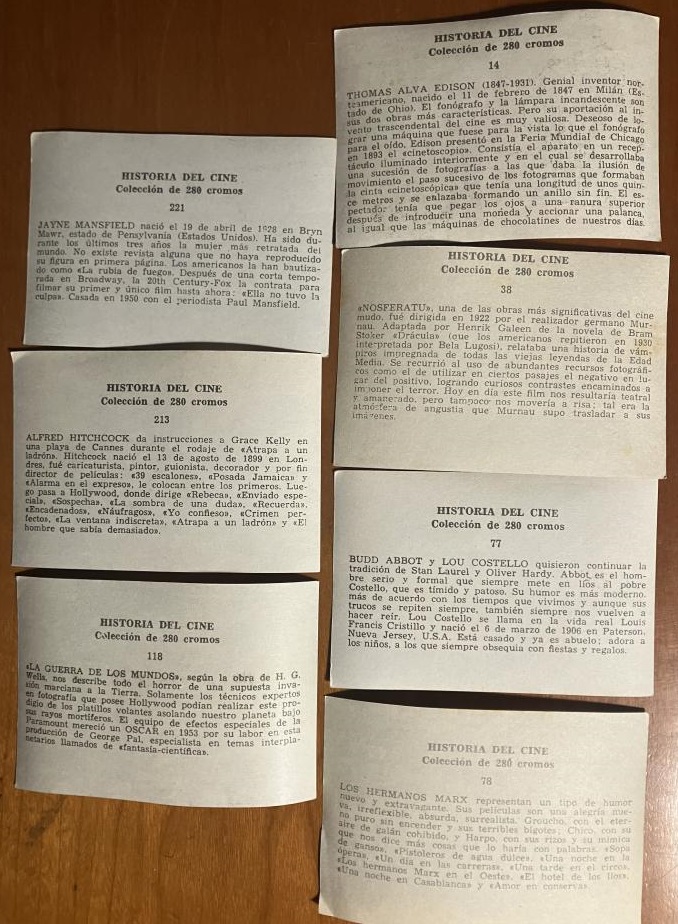 HISTORIA DEL CINE
Colección de 280 cromos
14
THOMAS ALVA EDISON (1847-1931). Genial inventor nor-
teamericano, nacido el 11 de febrero de 1847 en Milán (Es-
tado de Ohio). El fonógrafo y la lámpara incandescente son
sus dos obras más características. Pero su aportación al in-
vento trascendental del cine es muy valiosa. Deseoso de lo-
grar una máquina que fuese para la vista lo que el fonógrafo
para el oído, Edison presentó en la Feria Mundial de Chicago
en 1893 el «cinetoscopio». Consistía el aparato en un recep-
táculo iluminado interiormente y en el cual se desarrollaba
una sucesión de fotografías a las que daba la ilusión de
movimiento el paso sucesivo de los fotogramas que formaban
la cinta «cinetoscópica» que tenía una longitud de unos quin-
ce metros y se enlazaba formando un anillo sin fin. El es-
pectador tenía que pegar los ojos a una ranura superior
después de introducir una moneda y accionar una palanca,
al igual que las máquinas de chocolatines de nuestros días.
HISTORIA DEL CINE
Colección de 280 cromos
221
JAYNE MANSFIELD nació el 19 de abril de 1928 en Bryn
Mawr, estado de Pensylvania (Estados Unidos). Ha sido du-
rante los últimos tres años la mujer más retratada del
mundo. No existe revista alguna que no haya reproducido
su figura en primera página. Los americanos la han bautiza-
do como «La rubia de fuego». Después de una corta tempo-
rada en Broadway, la 20th Century-Fox la contrata para
filmar su primer y único film hasta ahora: «Ella no tuvo la
culpa». Casada en 1950 con el periodista Paul Mansfield.
HISTORIA DEL CINE
Colección de 280 cromos
38
«NOSFERATU», una de las obras más significativas del cine
mudo, fué dirigida en 1922 por el realizador germano Mur-
nau. Adaptada por Henrik Galeen de la novela de Bram
Stoker «Drácula» (que los americanos repitieron en 1930
interpretada por Bela Lugosi), relataba una historia de vám-
piros impregnada de todas las viejas leyendas de la Edad
Media. Se recurrió al uso de abundantes recursos fotográfi-
cos como el de utilizar en ciertos pasajes el negativo en lu-
gar del positivo, logrando curiosos contrastes encaminados a
imponer el terror. Hoy en día este film nos resultaría teatral
y amanerado, pero tampoco nos movería a risa; tal era la
atmósfera de angustia que Murnau supo trasladar a sus
imágenes.
HISTORIA DEL CINE
Colección de 280 cromos
213
ALFRED HITCHCOCK da instrucciones a Grace Kelly en
una playa de Cannes durante el rodaje de «Atrapa a un
ladrón». Hitchcock nació el 13 de agosto de 1899 en Lon-
dres, fué caricaturista, pintor, guionista, decorador y por fin
director de películas: «39 escalones», «Posada Jamaica» y
«Alarma en el expreso», le colocan entre los primeros. Lue-
go pasa a Hollywood, donde dirige «Rebeca», «Enviado espe-
cial», «Sospecha», «La sombra de una duda», «Recuerda»,
«Encadenados», «Náufragos», «Yo confieso», «Crimen per-
fecto», «La ventana indiscreta», «Atrapa a un ladrón» y «El
hombre que sabía demasiado».
HISTORIA DEL CINE
Colección de 280 cromos
77
BUDD ABBOT y LOU COSTELLO quisieron continuar la
tradición de Stan Laurel y Oliver Hardy. Abbot es el hom-
bre serio y formal que siempre mete en líos al pobre
Costello, que es tímido y patoso. Su humor es más moderno,
más de acuerdo con los tiempos que vivimos y aunque sus
trucos se repiten siempre, también siempre nos vuelven a
hacer reír. Lou Costello se llama en la vida real Louis
Francis Cristillo y nació el 6 de marzo de 1906 en Paterson,
Nueva Jersey, U.S.A. Está casado y ya es abuelo; adora a
los niños, a los que siempre obsequia con fiestas y regalos.
HISTORIA DEL CINE
Colección de 280 cromos
118
«LA GUERRA DE LOS MUNDOS», según la obra de H. G.
Wells, nos describe todo el horror de una supuesta inva-
sión marciana a la Tierra. Solamente los técnicos expertos
en fotografía que posee Hollywood podían realizar este pro-
digio de los platillos volantes asolando nuestro planeta bajo
sus rayos mortíferos. El equipo de efectos especiales de la
Paramount mereció un OSCAR en 1953 por su labor en esta
producción de George Pal, especialista en temas interpla-
netarios llamados de «fantasía-científica».
HISTORIA DEL CINE
Colección de 280 cromos
78
LOS HERMANOS MARX representan un tipo de humor
nuevo y extravagante. Sus películas son una alegría nue-
va, irreflexible, absurda, surrealista. Groucho, con el eter-
no puro sin encender y sus terribles bigotes; Chico, con su
aire de galán cohibido, y Harpo, con sus rizos y su mímica
que nos dice más cosas que lo haría con palabras. «Sopa
de gansos», «Pistoleros de agua dulce», «Una noche en la
ópera», «Un día en las carreras», «Una tarde en el circo»,
«Los hermanos Marx en el Oeste», «El hotel de los líos»,
«Una noche en Casablanca» y «Amor en conserva».